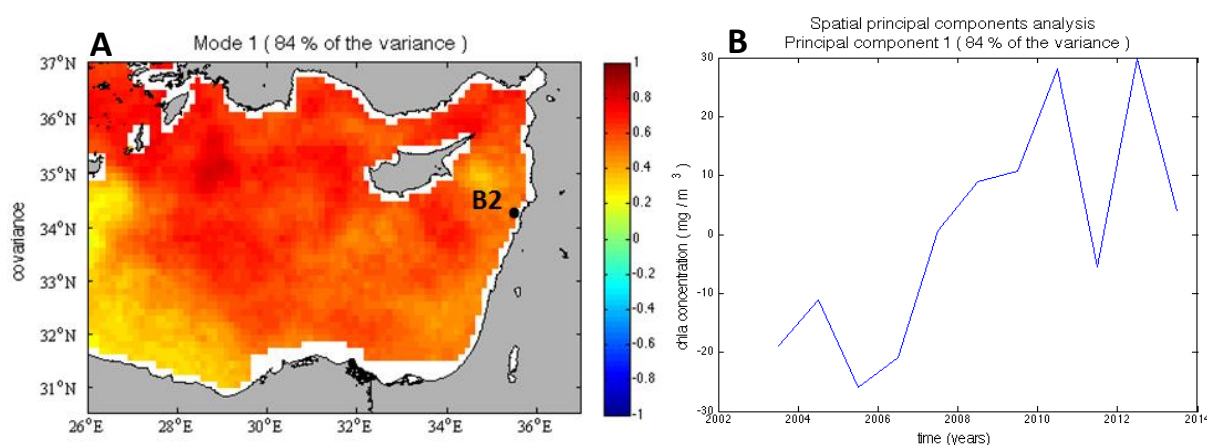 A
Mode 1 ( 84 % of the variance )
37°N
36°N
35°N
34°N
33°N
32°N
31°N
covariance
B2
26°E
28°E
30°E
32°E
34°E
36°E
1
0.8
0.6
0.4
0.2
0
-0.2
-0.4
-0.6
-0.8
-1
B
Spatial principal components analysis
Principal component 1 ( 84 % of the variance )
chla concentration ( mg / m ³ )
30
20
10
0
-10
-20
-30
2002
2004
2006
2008
2010
2012
2014
time (years)